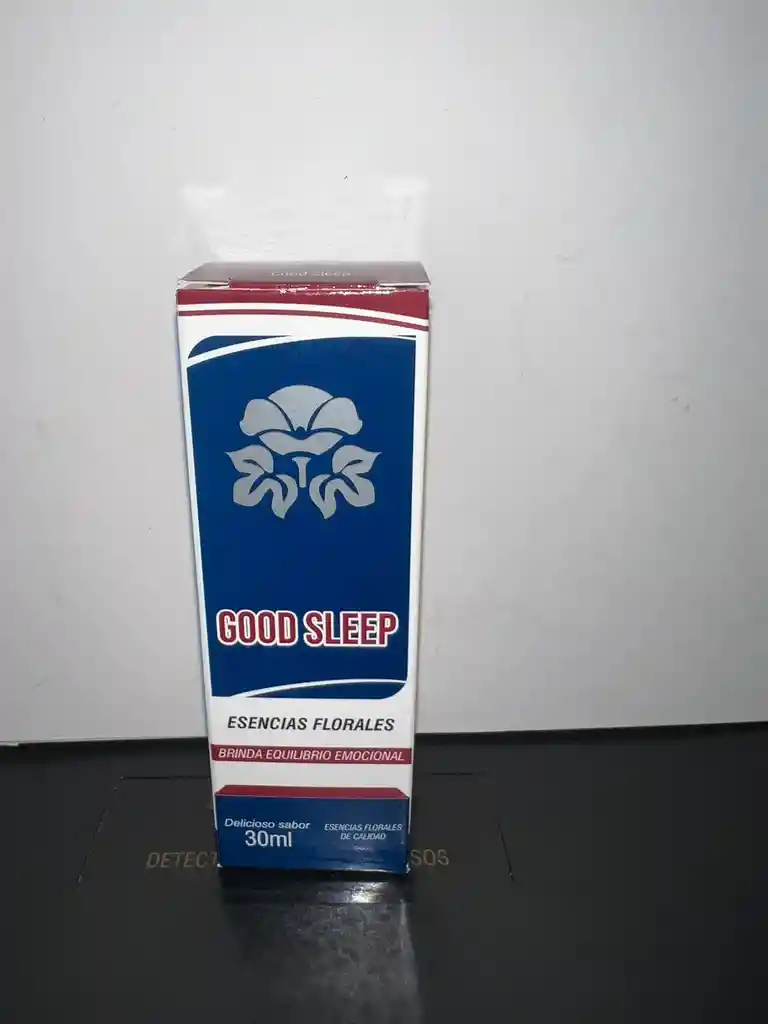 Good Sleep
GOOD SLEEP
ESENCIAS FLORALES
BRINDA EQUILIBRIO EMOCIONAL
Delicioso sabor
30ml
ESENCIAS FLORALES
DE CALIDAD